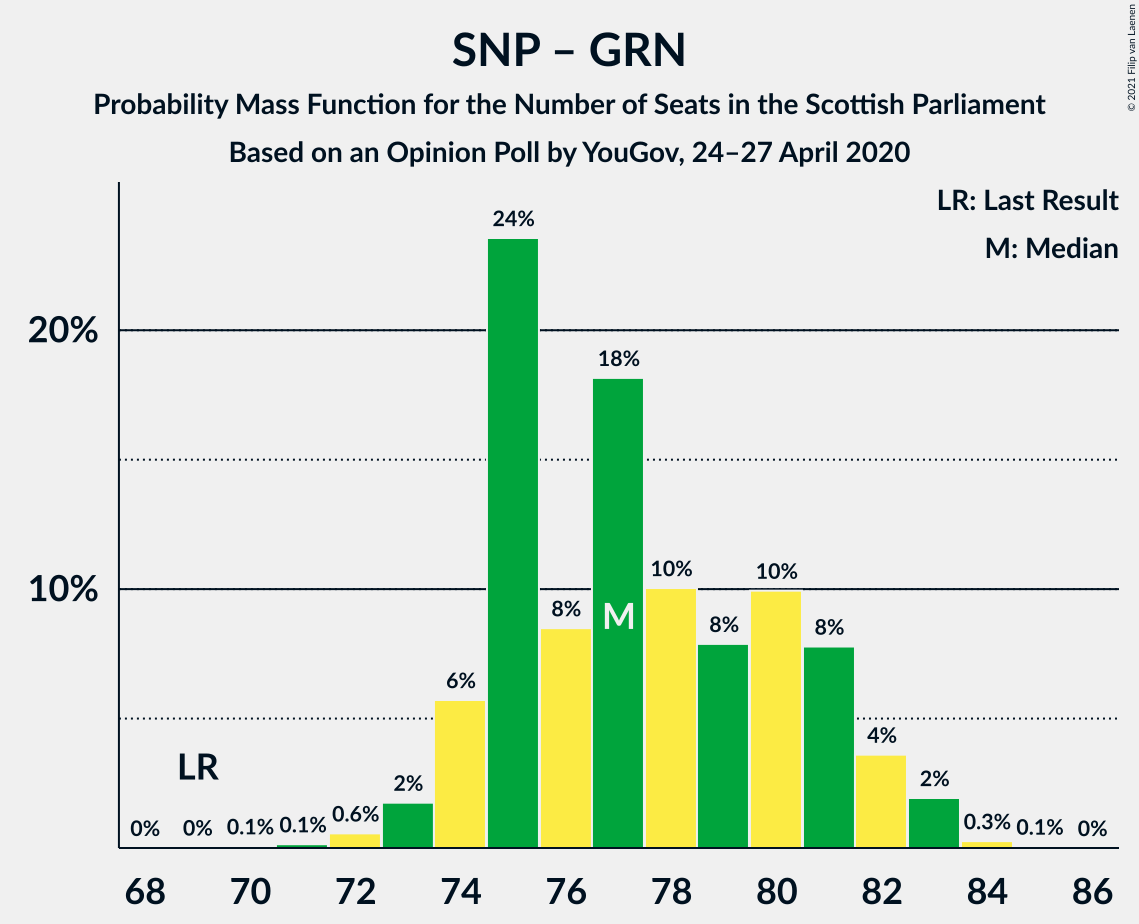 SNP – GRN
Probability Mass Function for the Number of Seats in the Scottish Parliament
Based on an Opinion Poll by YouGov, 24–27 April 2020
© 2021 Filip van Laenen
LR: Last Result
M: Median
20%
10%
0%
0%
0.1%
0.1%
0.6%
2%
6%
24%
8%
18%
10%
8%
10%
8%
4%
2%
0.3%
0.1%
0%
LR
M
68 70 72 74 76 78 80 82 84 86